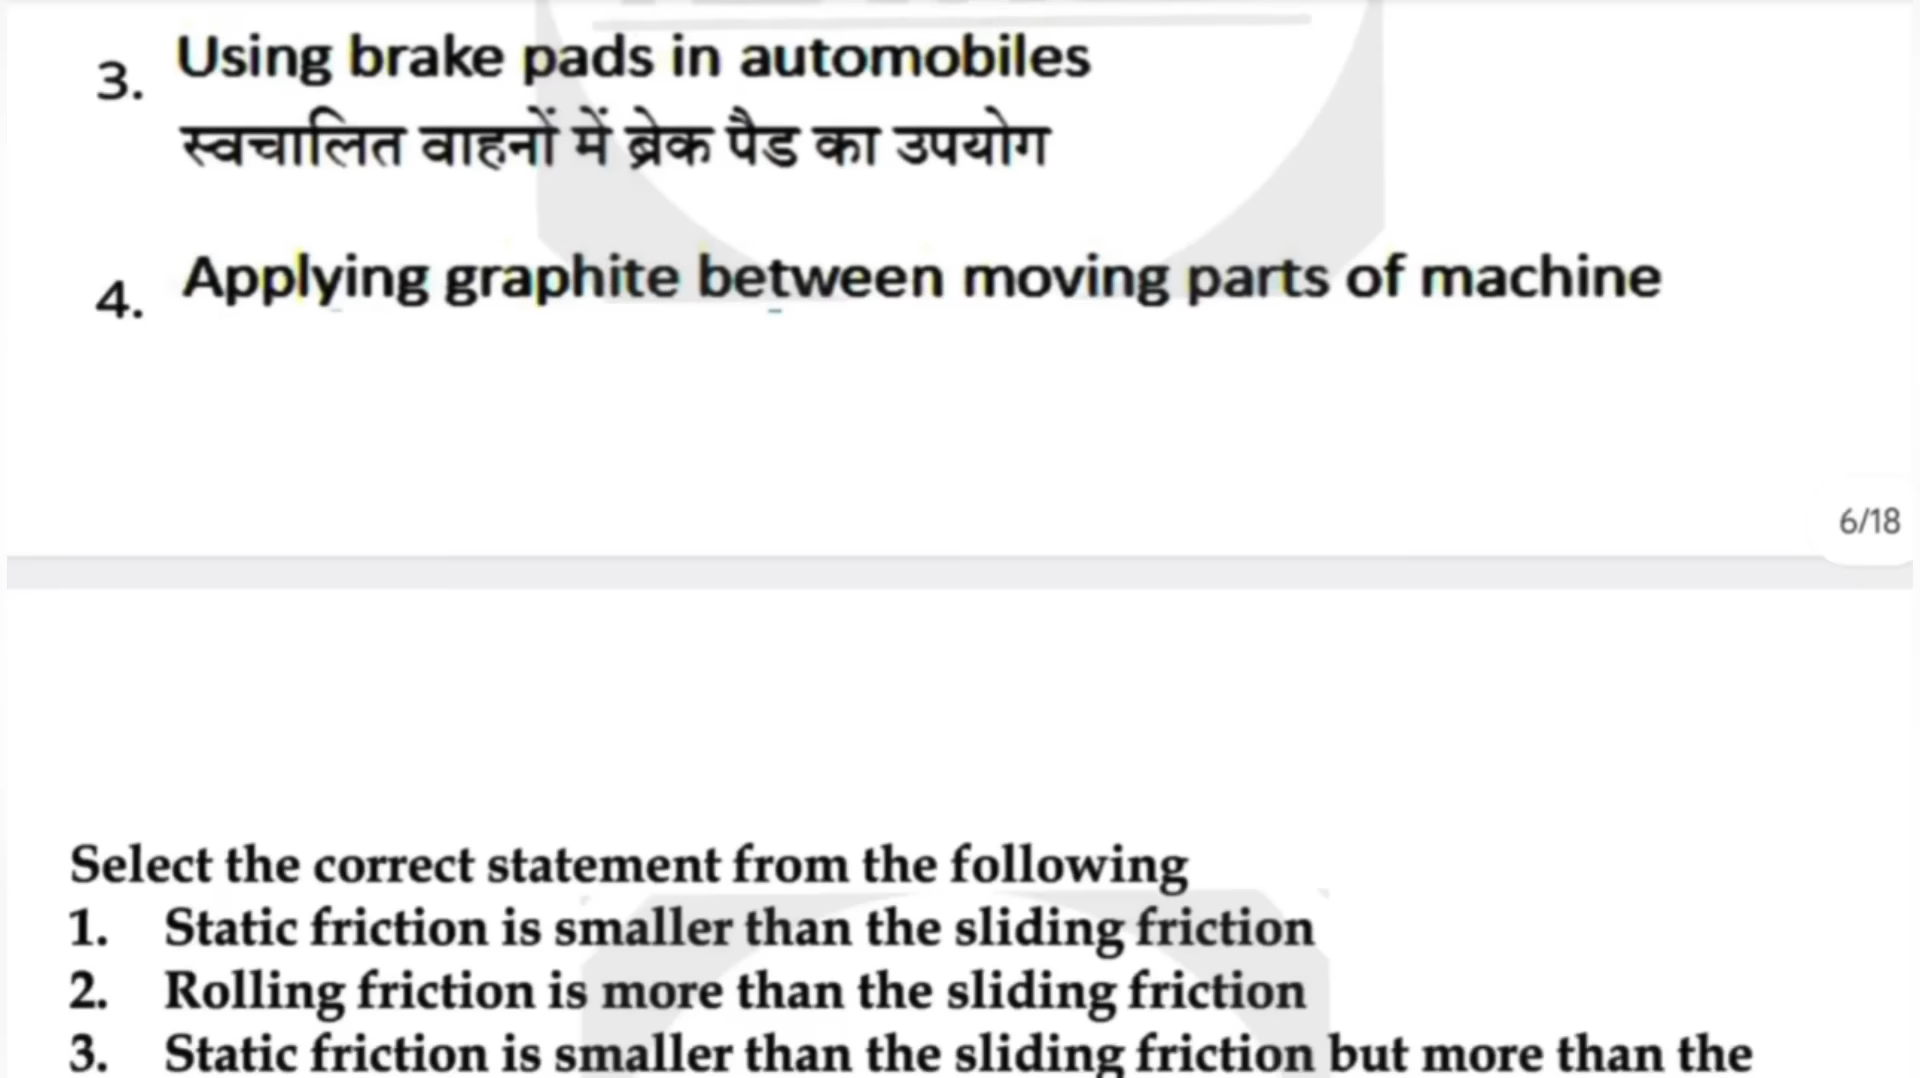 3. Using brake pads in automobiles
स्वचालित वाहनों में ब्रेक पैड का उपयोग
4. Applying graphite between moving parts of machine
6/18
Select the correct statement from the following
1. Static friction is smaller than the sliding friction
2. Rolling friction is more than the sliding friction
3. Static friction is smaller than the sliding friction but more than the